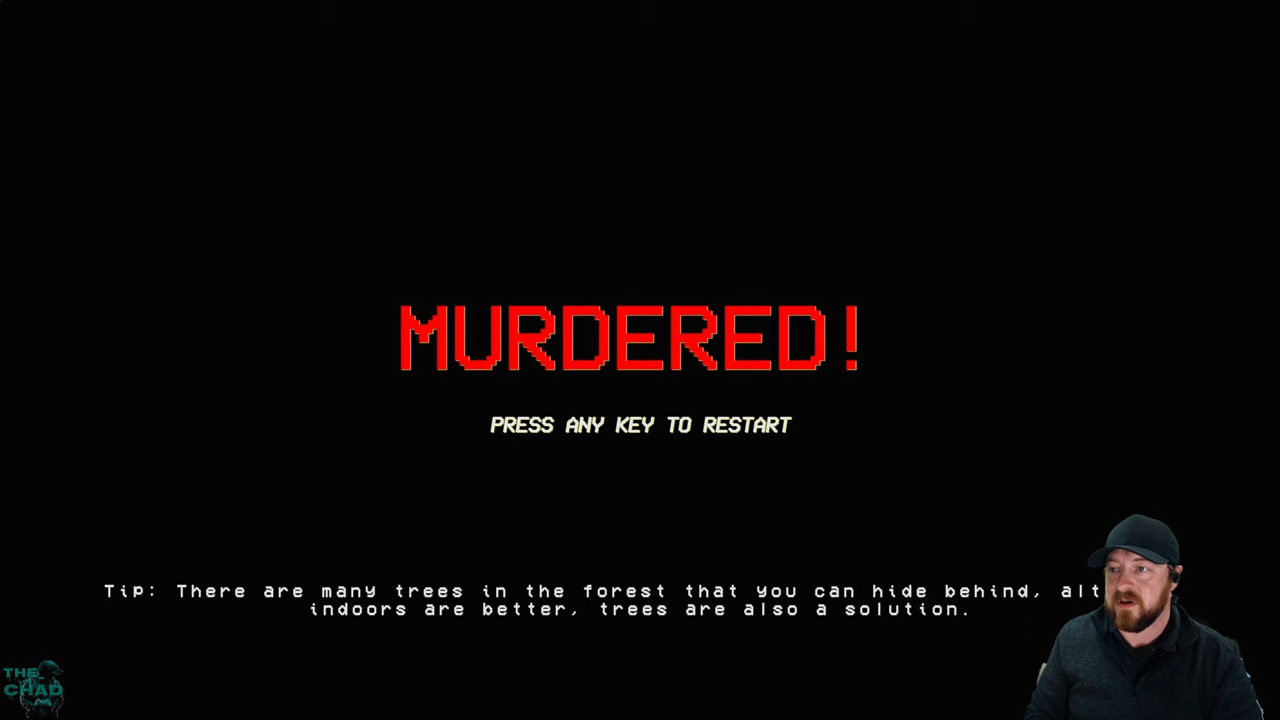 MURDERED!
PRESS ANY KEY TO RESTART
Tip: There are many trees in the forest that you can hide behind,
indoors are better, trees are also a solution.
THE
CHAD